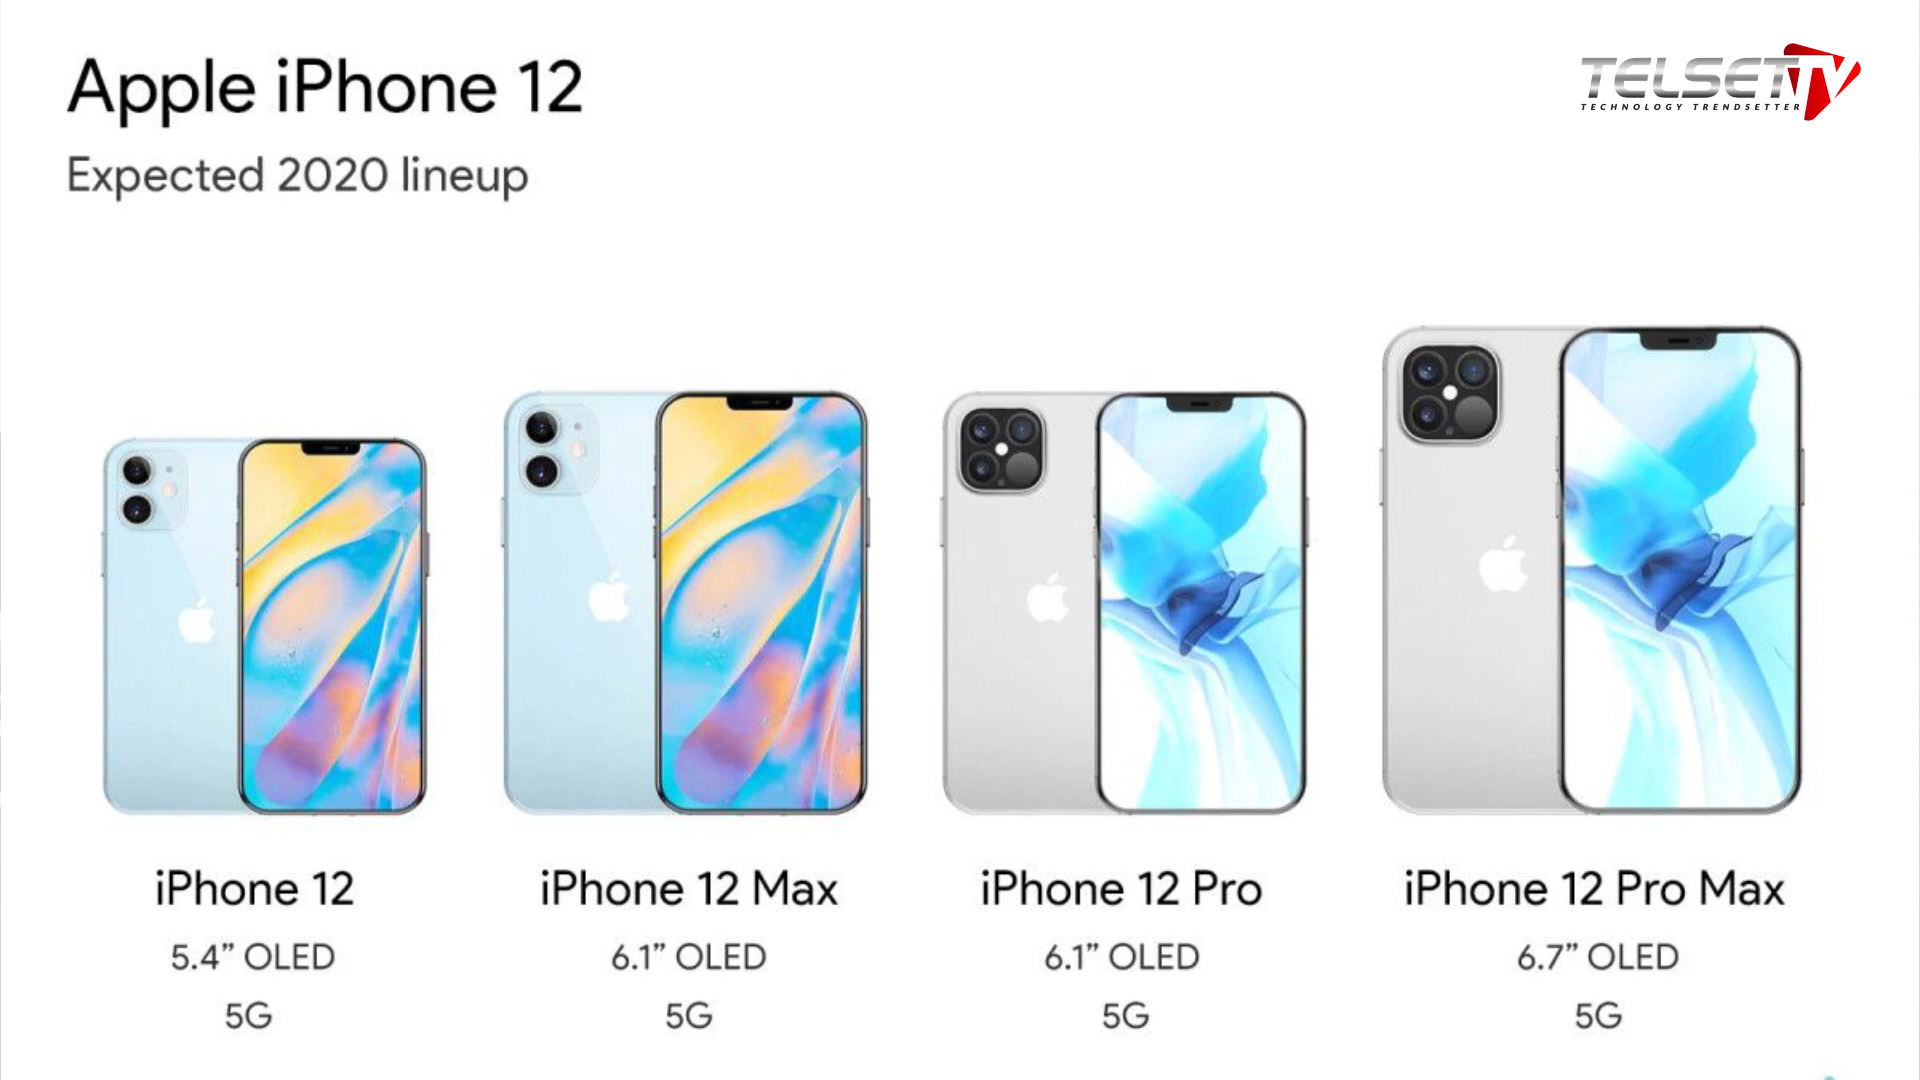 Apple iPhone 12
Expected 2020 lineup
TELSET TV
TECHNOLOGY TRENDSETTER
iPhone 12
5.4” OLED
5G
iPhone 12 Max
6.1” OLED
5G
iPhone 12 Pro
6.1” OLED
5G
iPhone 12 Pro Max
6.7” OLED
5G